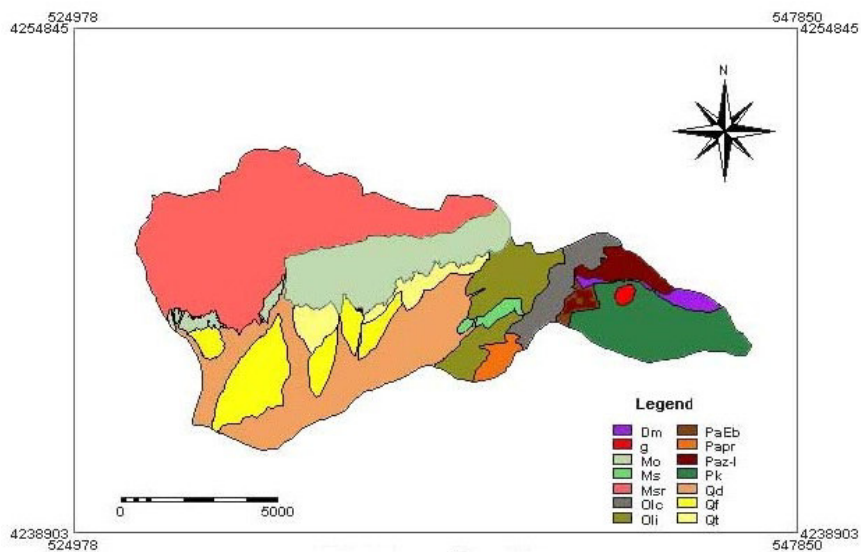 524978 547850
4254845 4254845
N
Legend
Dm PaEb
g Papr
Mo Paz-l
Ms Pk
Msr Qd
Olc Qf
Oli Qt
0 5000
4238903 4238903
524978 547850